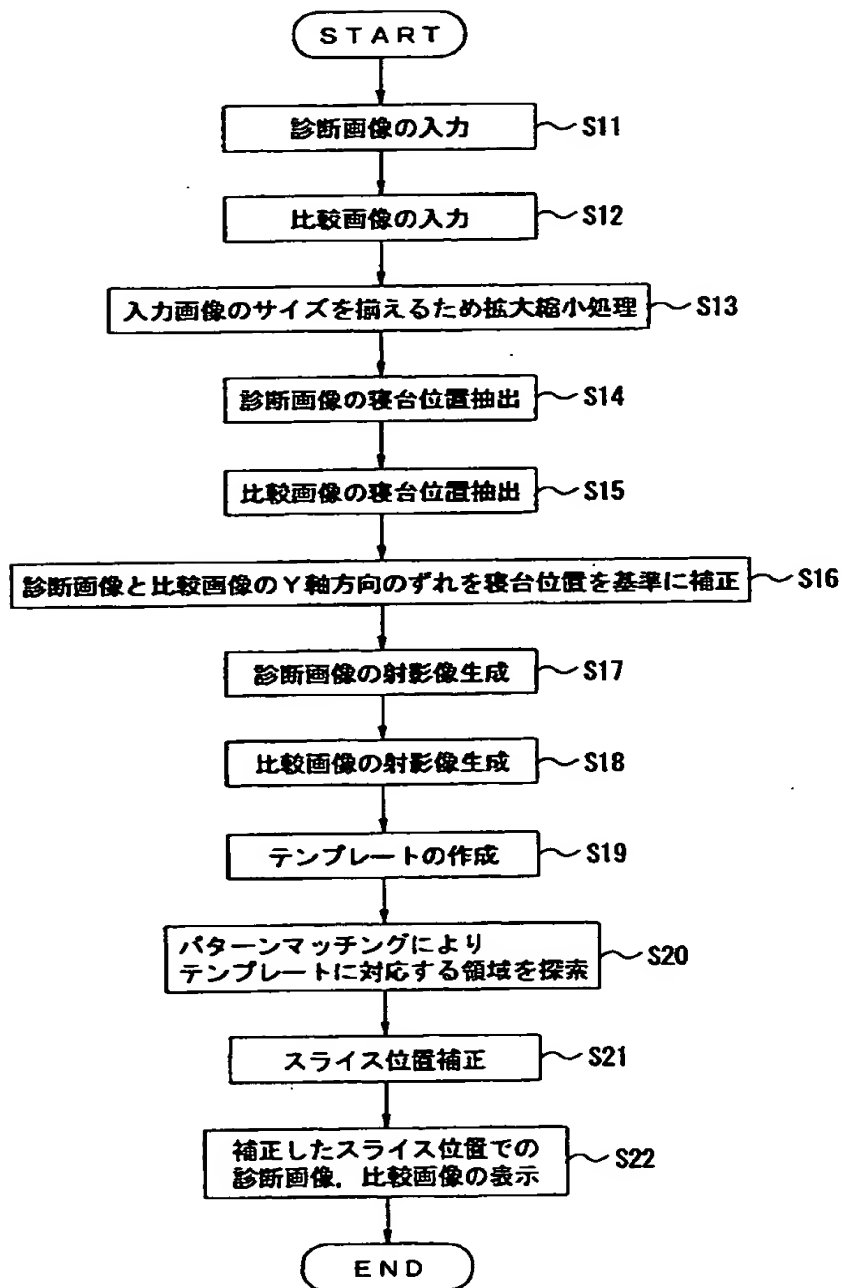 START
診断画像の入力
S11
比較画像の入力
S12
入力画像のサイズを揃えるため拡大縮小処理
S13
診断画像の寝台位置抽出
S14
比較画像の寝台位置抽出
S15
診断画像と比較画像のY軸方向のずれを寝台位置を基準に補正
S16
診断画像の射影像生成
S17
比較画像の射影像生成
S18
テンプレートの作成
S19
パターンマッチングにより
テンプレートに対応する領域を探索
S20
スライス位置補正
S21
補正したスライス位置での
診断画像．比較画像の表示
S22
END